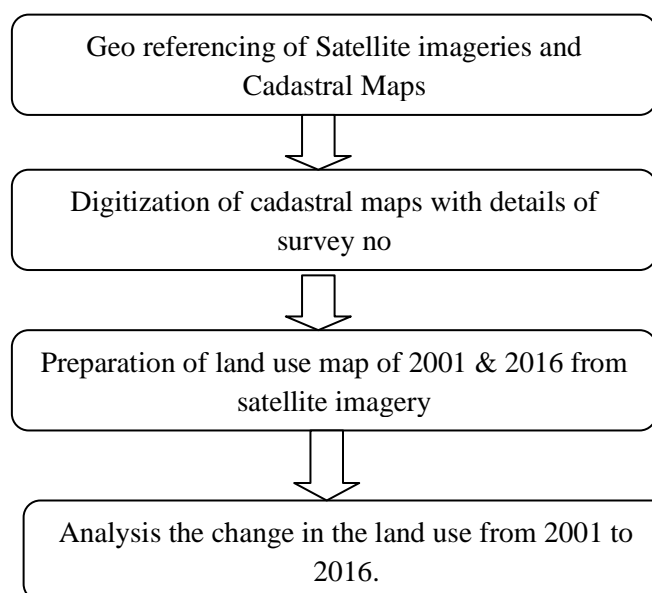 Geo referencing of Satellite imageries and
Cadastral Maps
Digitization of cadastral maps with details of
survey no
Preparation of land use map of 2001 & 2016 from
satellite imagery
Analysis the change in the land use from 2001 to
2016.